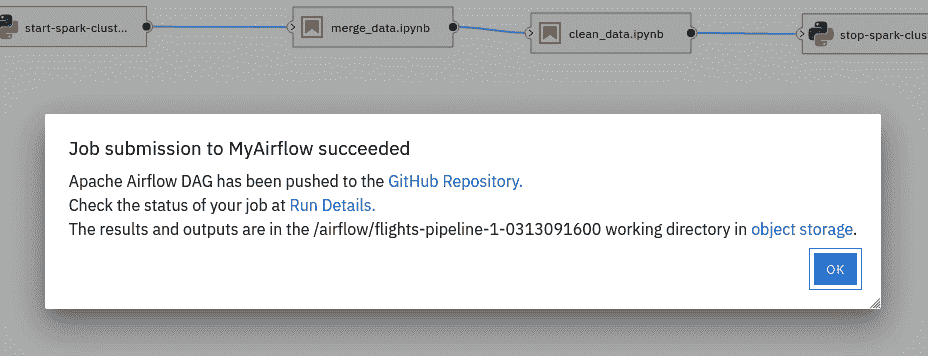 start-spark-clust...
merge_data.ipynb
clean_data.ipynb
stop-spark-clus
Job submission to MyAirflow succeeded
Apache Airflow DAG has been pushed to the GitHub Repository.
Check the status of your job at Run Details.
The results and outputs are in the /airflow/flights-pipeline-1-0313091600 working directory in object storage.
OK